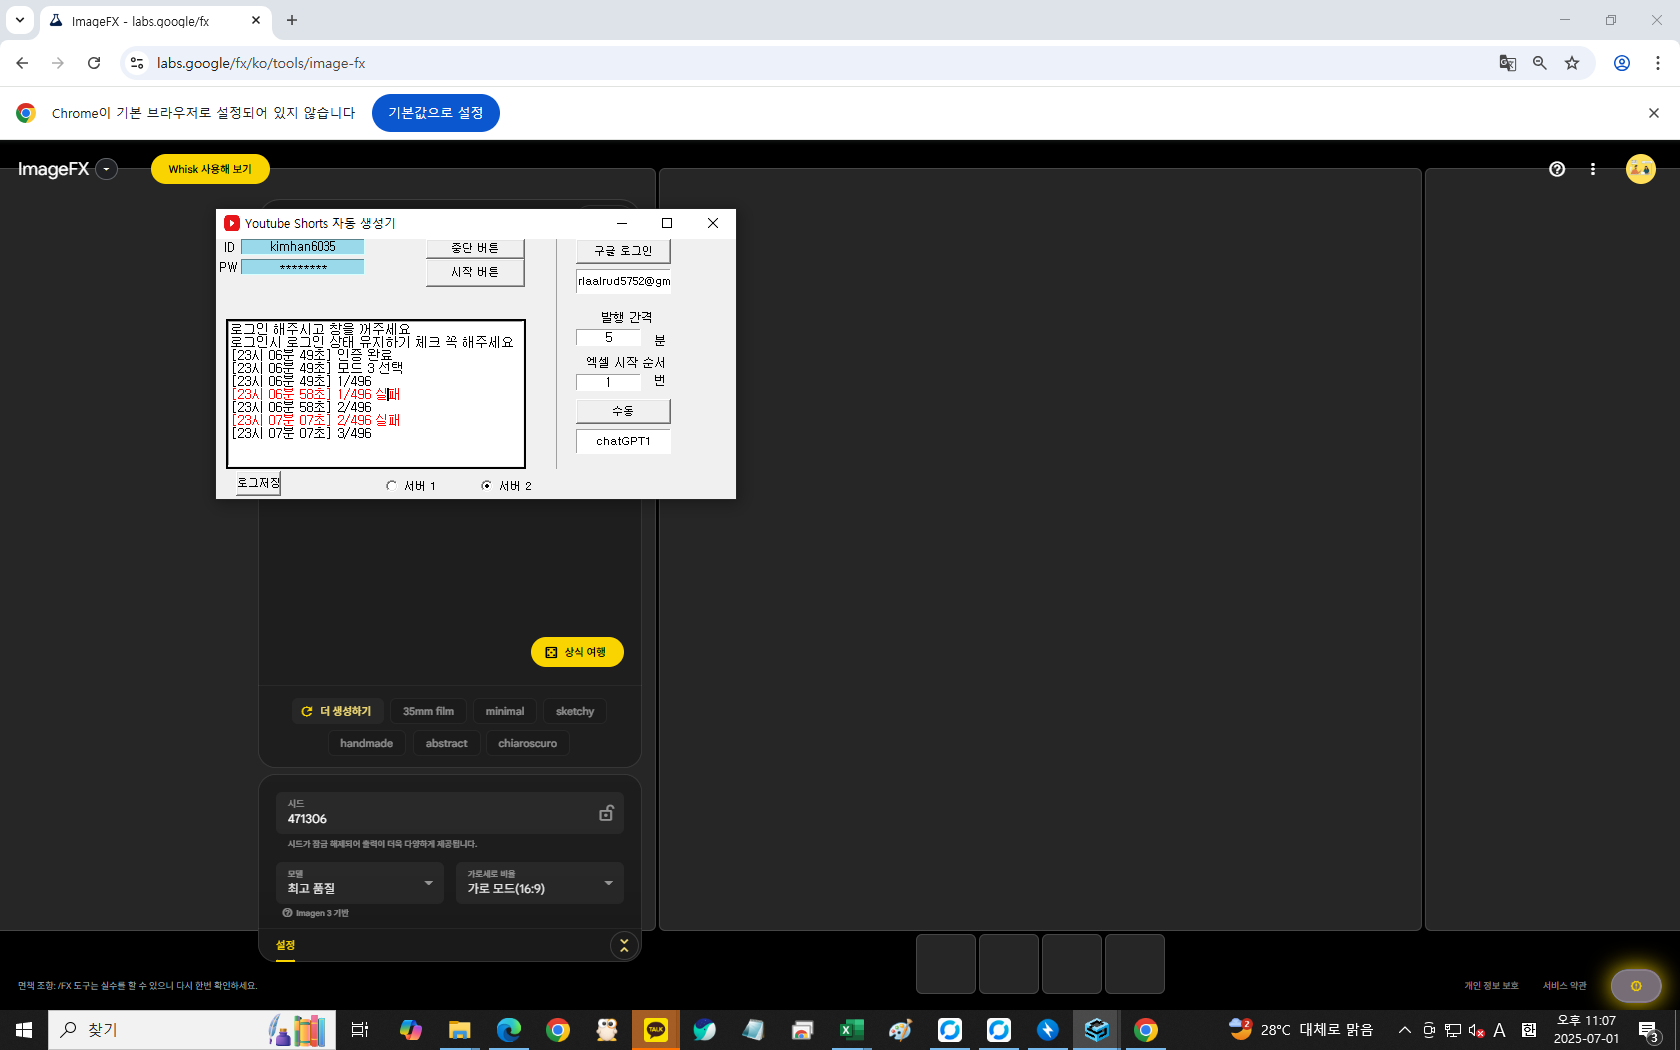 ImageFX - labs.google/fx
labs.google/fx/ko/tools/image-fx
Chrome이 기본 브라우저로 설정되어 있지 않습니다
기본값으로 설정
ImageFX
Whisk 사용해 보기
Youtube Shorts 자동 생성기
ID
kimhan6035
중단 버튼
구글 로그인
PW
********
시작 버튼
rlaalrud5752@gm
발행 간격
5
분
엑셀 시작 순서
1
번
수동
chatGPT1
로그인 해주시고 창을 꺼주세요
로그인시 로그인 상태 유지하기 체크 꼭 해주세요
[23시 06분 49초] 인증 완료
[23시 06분 49초] 모드 3 선택
[23시 06분 49초] 1/496
[23시 06분 58초] 1/496 실패
[23시 06분 58초] 2/496
[23시 07분 07초] 2/496 실패
[23시 07분 07초] 3/496
로그저장
서버 1
서버 2
상식 여행
더 생성하기
35mm film
minimal
sketchy
handmade
abstract
chiaroscuro
시드
471306
시드가 잠금 해제되어 출력이 더욱 다양하게 제공됩니다.
모델
최고 품질
가로세로 비율
가로 모드(16:9)
Imagen 3 기반
설정
면책 조항: /FX 도구는 실수를 할 수 있으니 다시 한번 확인하세요.
개인 정보 보호
서비스 약관
찾기
TALK
2
28°C 대체로 맑음
A
한
오후 11:07
2025-07-01
3